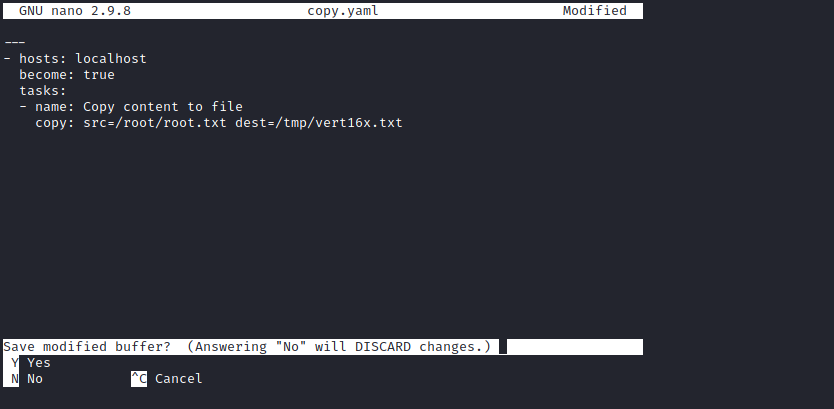 GNU nano 2.9.8 copy.yaml Modified
---
- hosts: localhost
  become: true
  tasks:
  - name: Copy content to file
    copy: src=/root/root.txt dest=/tmp/vert16x.txt
Save modified buffer?  (Answering "No" will DISCARD changes.)
Y Yes
N No ^C Cancel